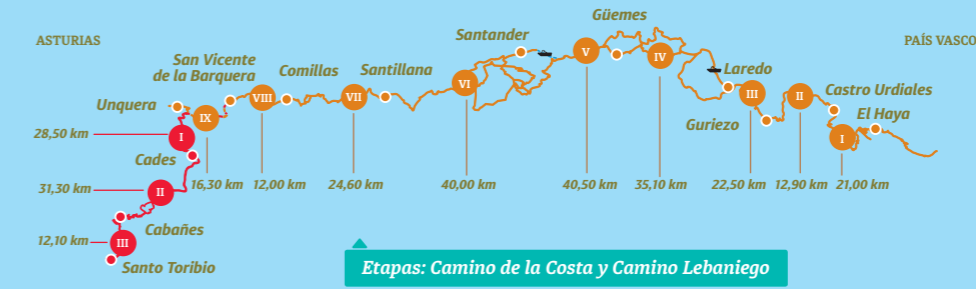 Güemes
Santander
ASTURIAS
PAÍS VASCO
San Vicente
de la Barquera
Comillas
Santillana
Laredo
Unquera
Castro Urdiales
El Haya
Guriezo
V
IV
VI
III
II
VIII
VII
IX
I
I
28,50 km
Cades
16,30 km
12,00 km
24,60 km
40,00 km
40,50 km
35,10 km
22,50 km
12,90 km
21,00 km
31,30 km
II
Cabañes
12,10 km
III
Santo Toribio
Etapas: Camino de la Costa y Camino Lebaniego